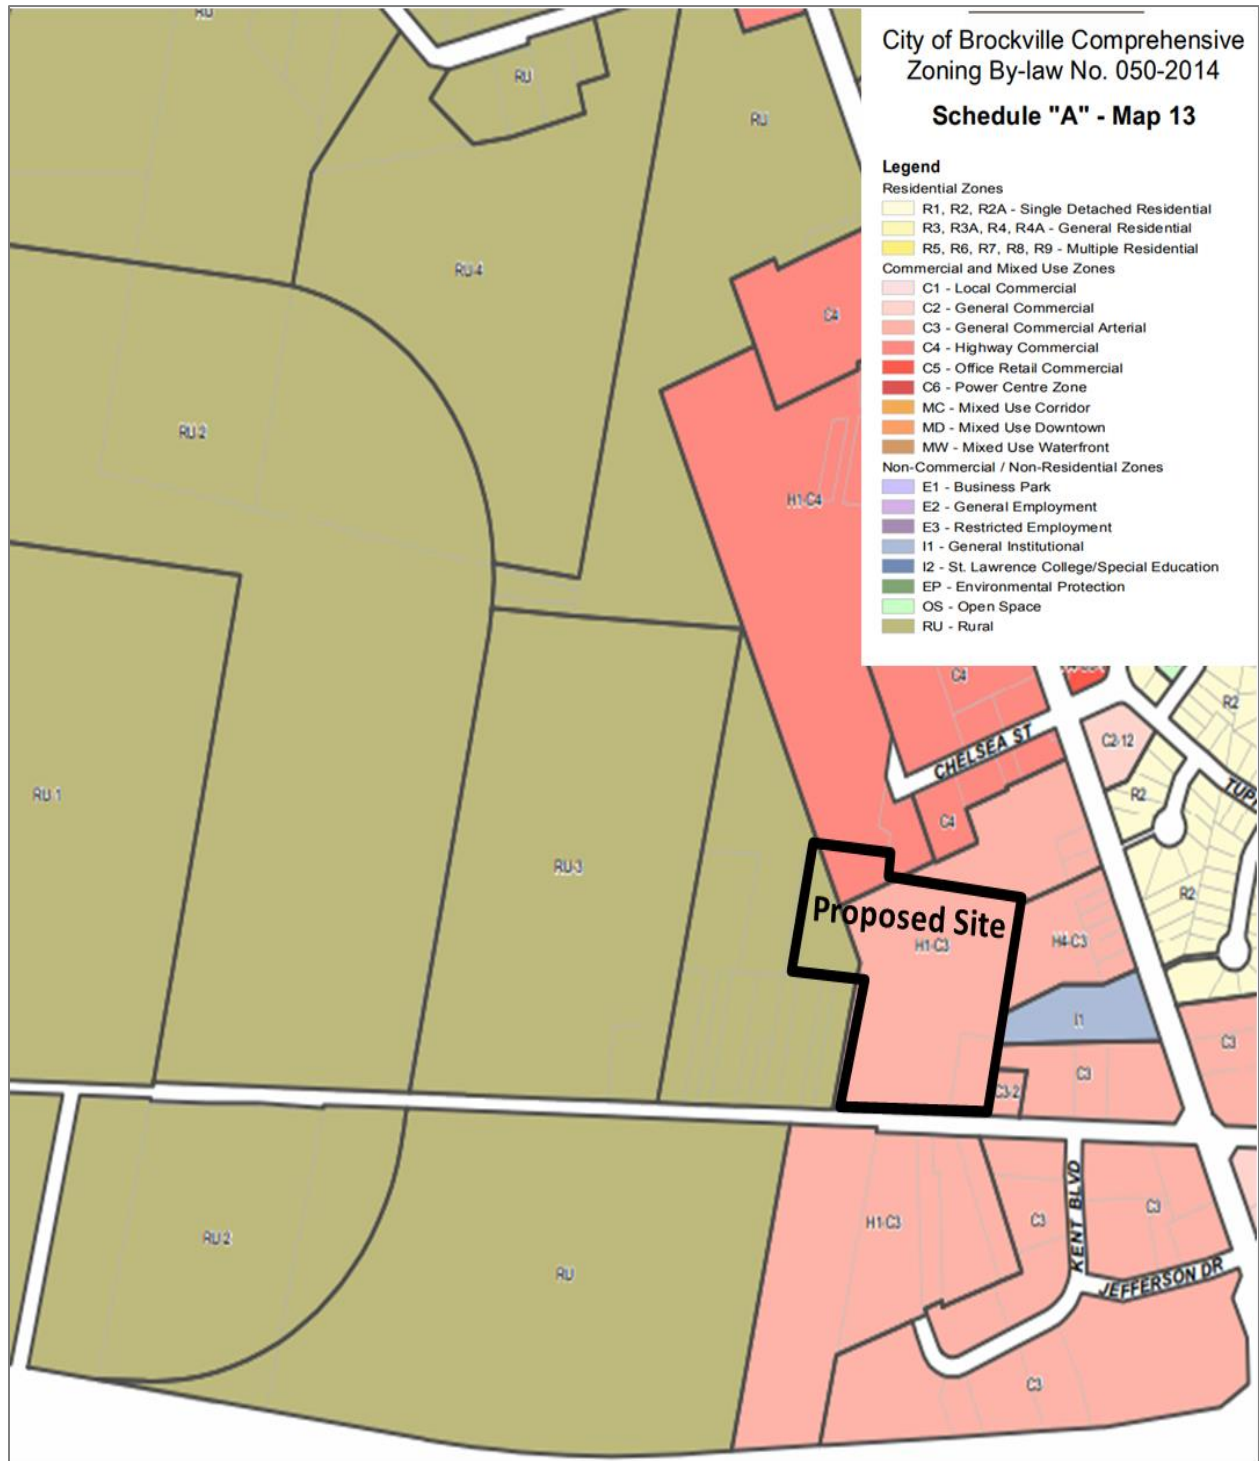 City of Brockville Comprehensive
Zoning By-law No. 050-2014
Schedule "A" - Map 13
Legend
Residential Zones
R1, R2, R2A - Single Detached Residential
R3, R3A, R4, R4A - General Residential
R5, R6, R7, R8, R9 - Multiple Residential
Commercial and Mixed Use Zones
C1 - Local Commercial
C2 - General Commercial
C3 - General Commercial Arterial
C4 - Highway Commercial
C5 - Office Retail Commercial
C6 - Power Centre Zone
MC - Mixed Use Corridor
MD - Mixed Use Downtown
MW - Mixed Use Waterfront
Non-Commercial / Non-Residential Zones
E1 - Business Park
E2 - General Employment
E3 - Restricted Employment
I1 - General Institutional
I2 - St. Lawrence College/Special Education
EP - Environmental Protection
OS - Open Space
RU - Rural
RU
RU
RU
RU-4
C4
RU-2
H1-C4
C4
R2
CHELSEA ST
C2-12
R2
RU-1
C4
RU-3
R2
Proposed Site
H1-C3
H4-C3
I1
C3
C3
C3-2
KENT BLVD
C3
H1-C3
C3
RU-2
RU
JEFFERSON DR
C3